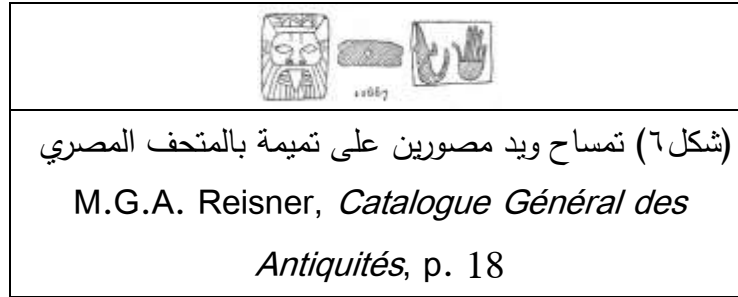 (شكل٦) تمساح ويد مصورين على تميمة بالمتحف المصري
M.G.A. Reisner, Catalogue Général des
Antiquités, p. 18